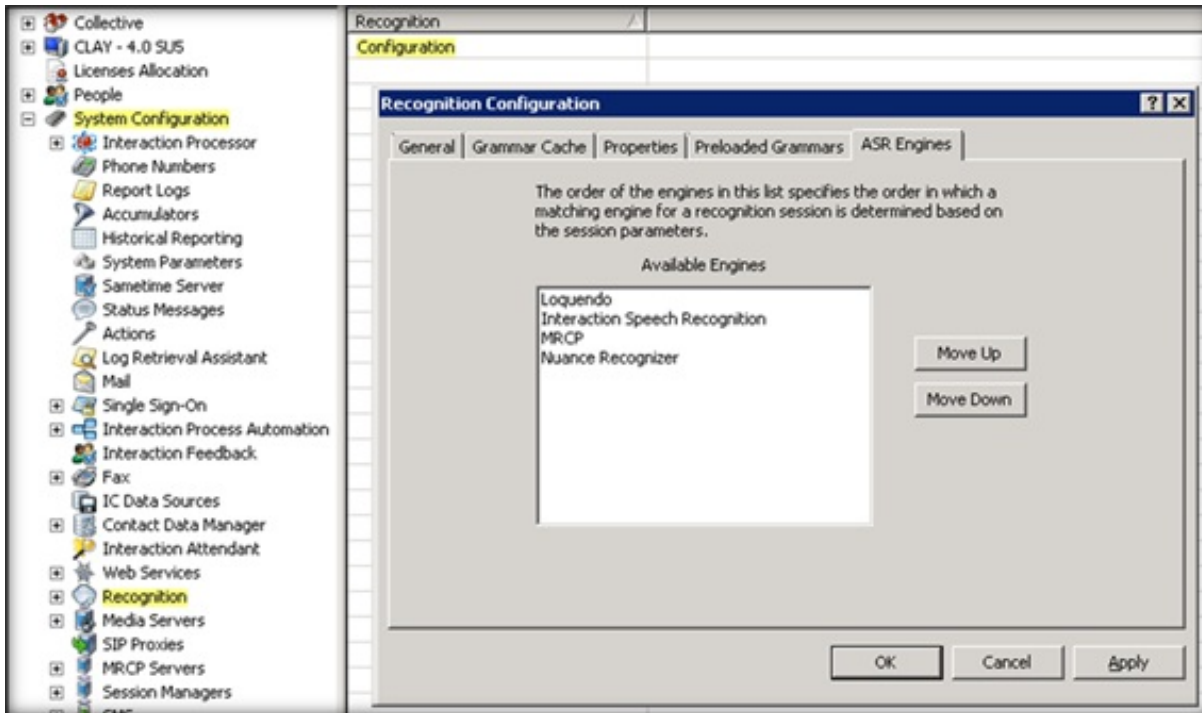 Collective
CLAY - 4.0 SU5
Licenses Allocation
People
System Configuration
Interaction Processor
Phone Numbers
Report Logs
Accumulators
Historical Reporting
System Parameters
Sametime Server
Status Messages
Actions
Log Retrieval Assistant
Mail
Single Sign-On
Interaction Process Automation
Interaction Feedback
Fax
IC Data Sources
Contact Data Manager
Interaction Attendant
Web Services
Recognition
Media Servers
SIP Proxies
MRCP Servers
Session Managers
Recognition
Configuration
Recognition Configuration
General Grammar Cache Properties Preloaded Grammars ASR Engines
The order of the engines in this list specifies the order in which a
matching engine for a recognition session is determined based on
the session parameters.
Available Engines
Loquendo
Interaction Speech Recognition
MRCP
Nuance Recognizer
Move Up
Move Down
OK Cancel Apply